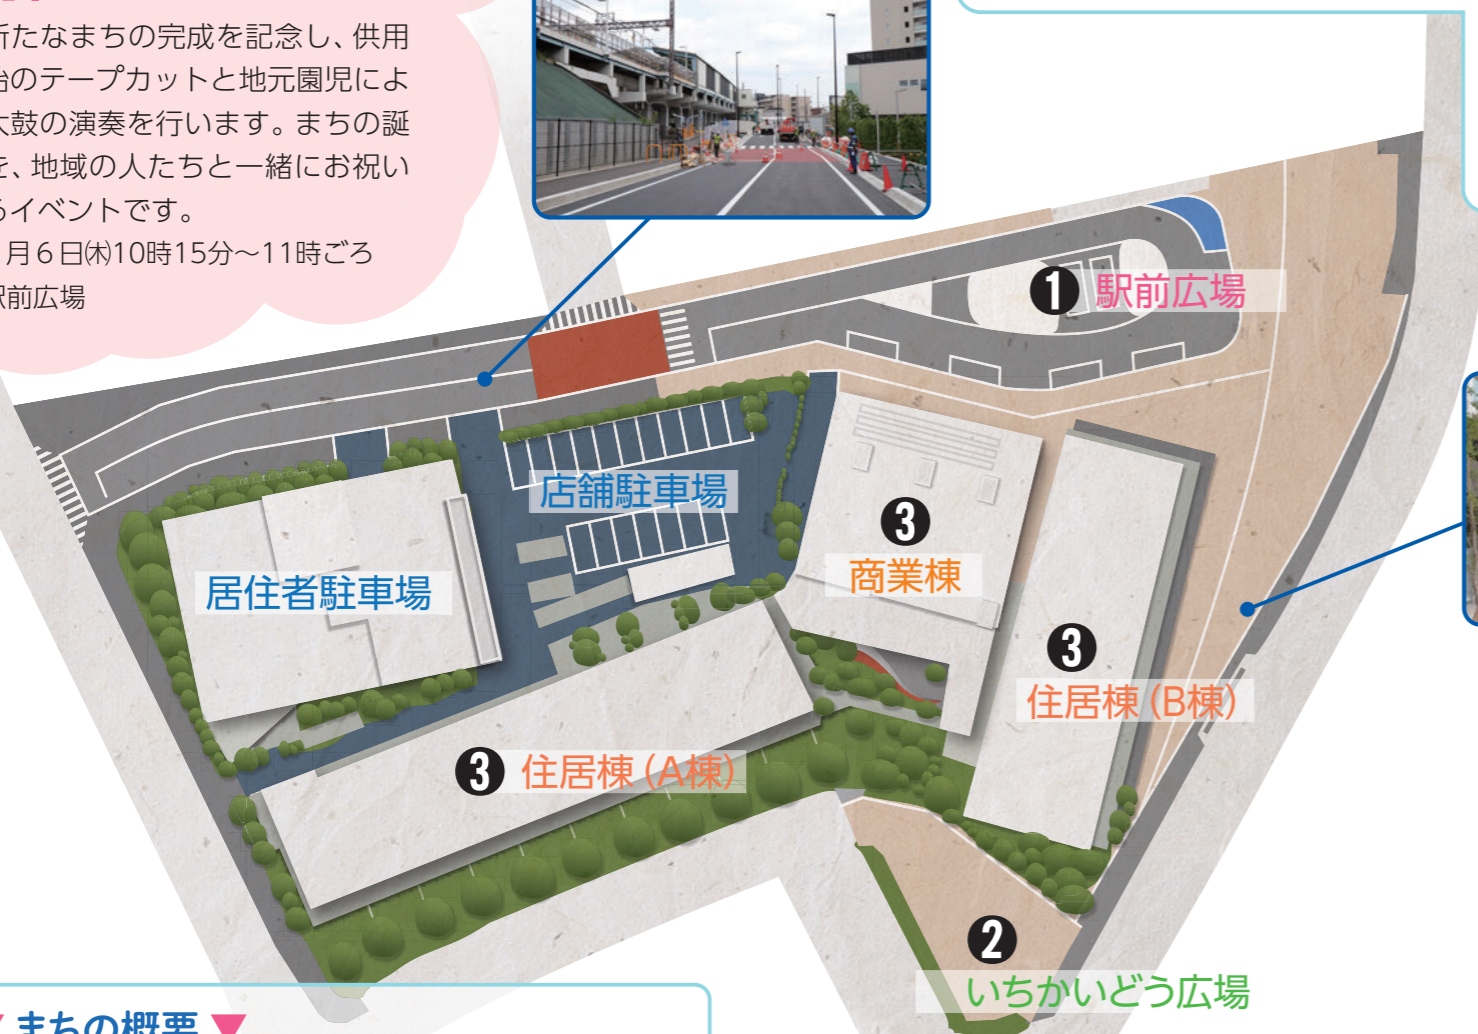 新たなまちの完成を記念し、供用
始のテープカットと地元園児によ
太鼓の演奏を行います。まちの誕
を、地域の人たちと一緒にお祝い
るイベントです。
月6日㈭10時15分～11時ごろ
駅前広場
❶ 駅前広場
店舗駐車場
居住者駐車場
❸
商業棟
❸
住居棟（B棟）
❸ 住居棟（A棟）
❷
いちかいどう広場
まちの概要 ▼